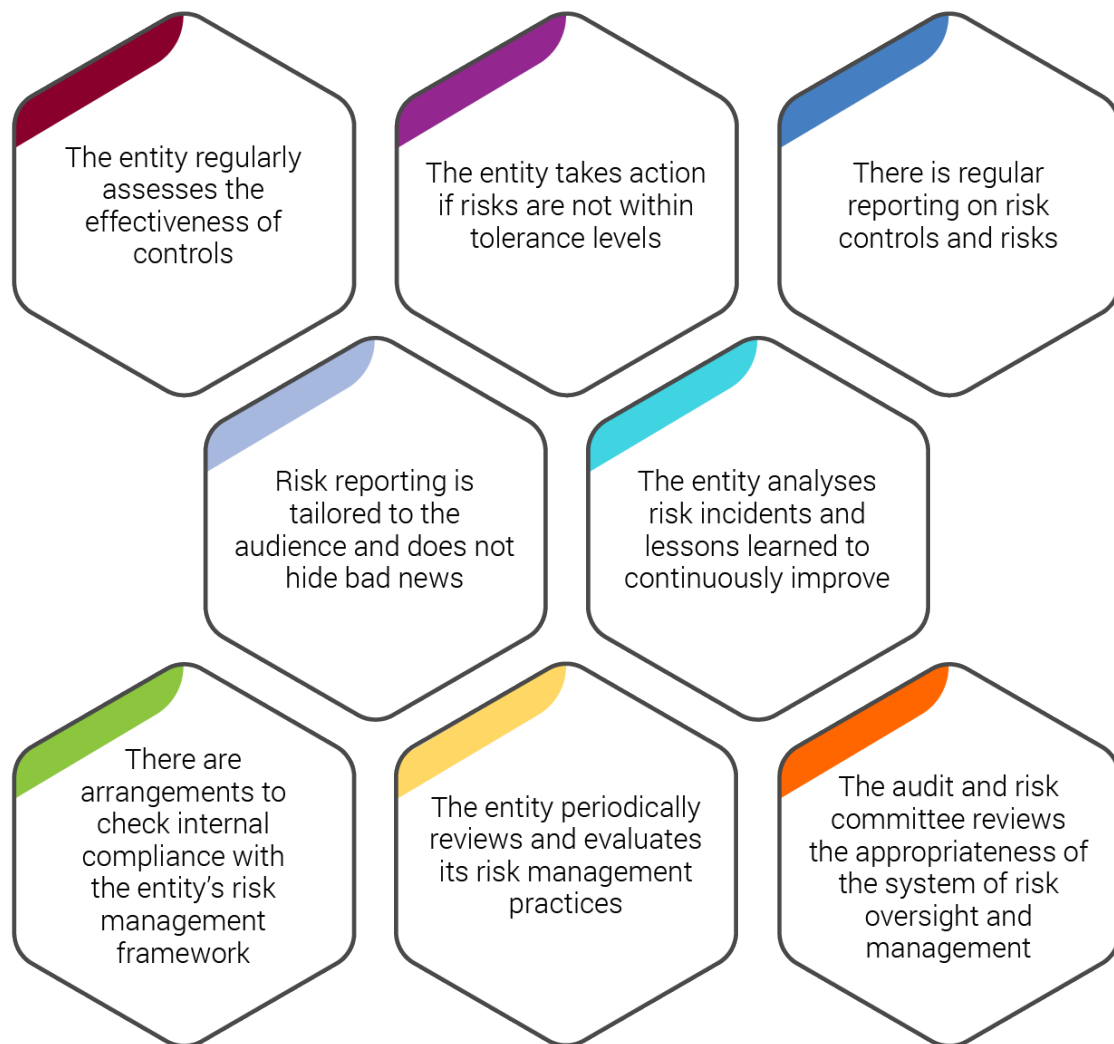 The entity regularly
assesses the
effectiveness of
controls
The entity takes action
if risks are not within
tolerance levels
There is regular
reporting on risk
controls and risks
Risk reporting is
tailored to the
audience and does not
hide bad news
The entity analyses
risk incidents and
lessons learned to
continuously improve
There are
arrangements to
check internal
compliance with
the entity’s risk
management
framework
The entity periodically
reviews and evaluates
its risk management
practices
The audit and risk
committee reviews
the appropriateness of
the system of risk
oversight and
management